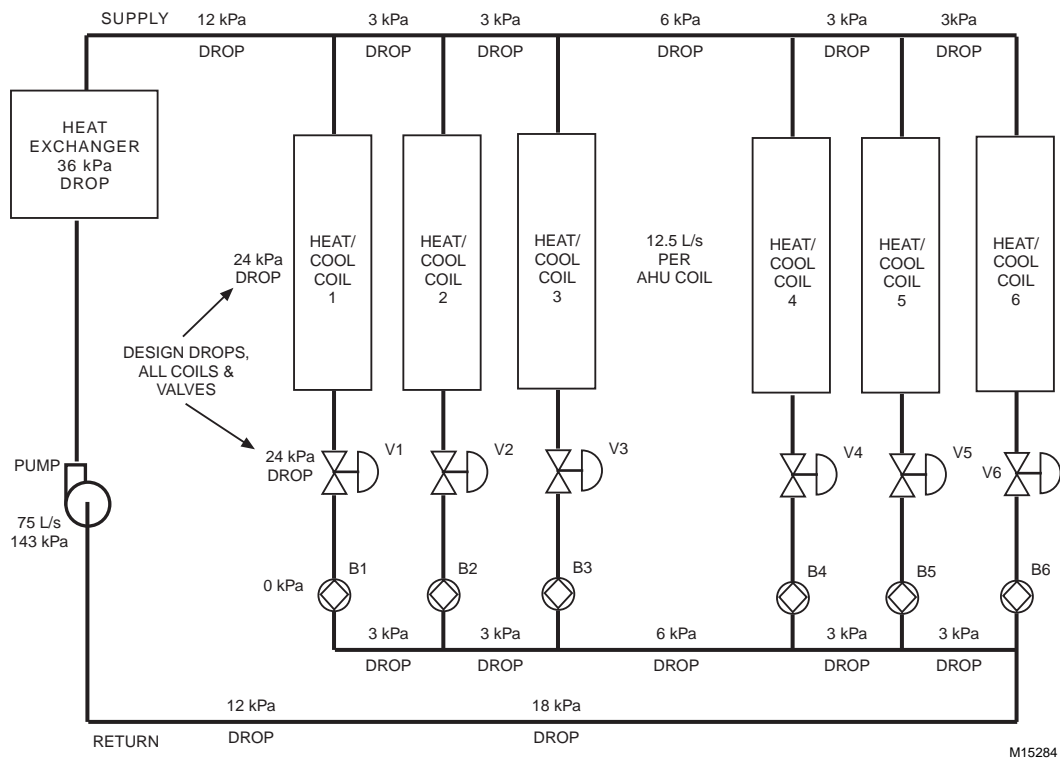 SUPPLY
12 kPa
DROP
3 kPa
DROP
3 kPa
DROP
6 kPa
DROP
3 kPa
DROP
3kPa
DROP
HEAT
EXCHANGER
36 kPa
DROP
24 kPa
DROP
HEAT/
COOL
COIL
1
HEAT/
COOL
COIL
2
HEAT/
COOL
COIL
3
12.5 L/s
PER
AHU COIL
HEAT/
COOL
COIL
4
HEAT/
COOL
COIL
5
HEAT/
COOL
COIL
6
DESIGN DROPS,
ALL COILS &
VALVES
24 kPa
DROP
V1
V2
V3
V4
V5
V6
PUMP
75 L/s
143 kPa
0 kPa
B1
B2
B3
B4
B5
B6
3 kPa
DROP
3 kPa
DROP
6 kPa
DROP
3 kPa
DROP
3 kPa
DROP
12 kPa
DROP
18 kPa
DROP
RETURN
M15284